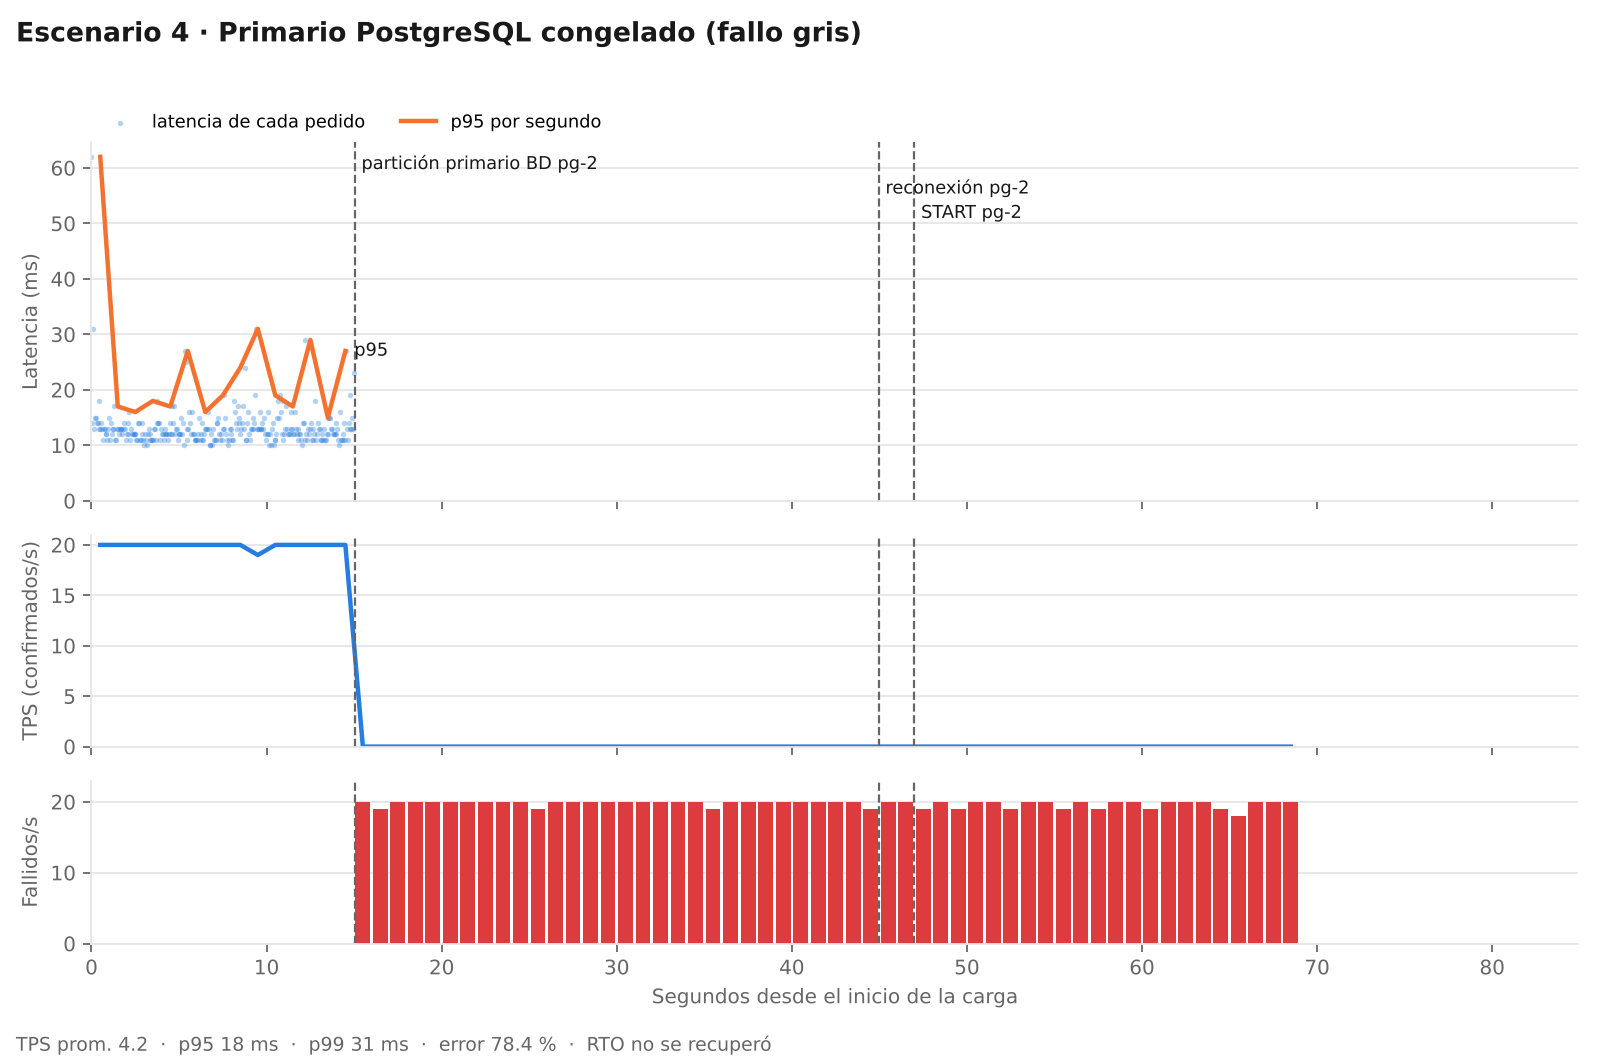 Escenario 4 · Primario PostgreSQL congelado (fallo gris)
latencia de cada pedido
p95 por segundo
Latencia (ms)
60
50
40
30
20
10
0
partición primario BD pg-2
reconexión pg-2
START pg-2
p95
TPS (confirmados/s)
20
15
10
5
0
Fallidos/s
20
10
0
0 10 20 30 40 50 60 70 80
Segundos desde el inicio de la carga
TPS prom. 4.2 · p95 18 ms · p99 31 ms · error 78.4 % · RTO no se recuperó